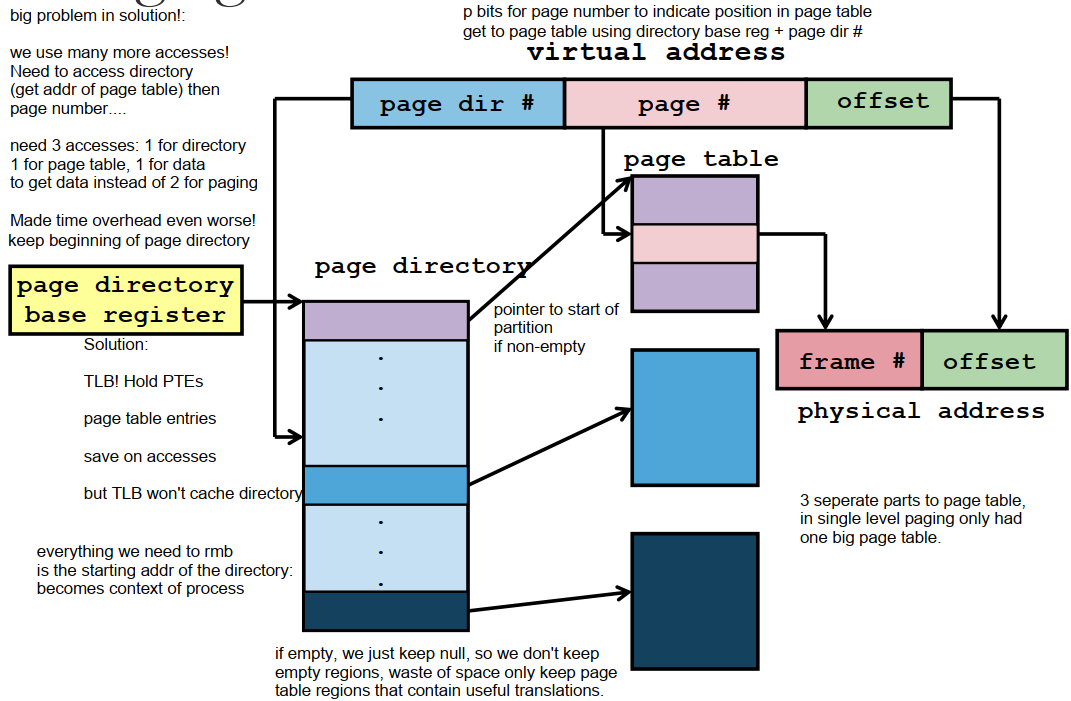 big problem in solution!:
we use many more accesses!
Need to access directory
(get addr of page table) then
page number....
need 3 accesses: 1 for directory
1 for page table, 1 for data
to get data instead of 2 for paging
Made time overhead even worse!
keep beginning of page directory
p bits for page number to indicate position in page table
get to page table using directory base reg + page dir #
virtual address
page dir #
page #
offset
page table
page directory
page directory
base register
pointer to start of
partition
if non-empty
frame #
offset
physical address
Solution:
TLB! Hold PTEs
page table entries
save on accesses
but TLB won't cache directory
everything we need to rmb
is the starting addr of the directory:
becomes context of process
3 seperate parts to page table,
in single level paging only had
one big page table.
if empty, we just keep null, so we don't keep
empty regions, waste of space only keep page
table regions that contain useful translations.